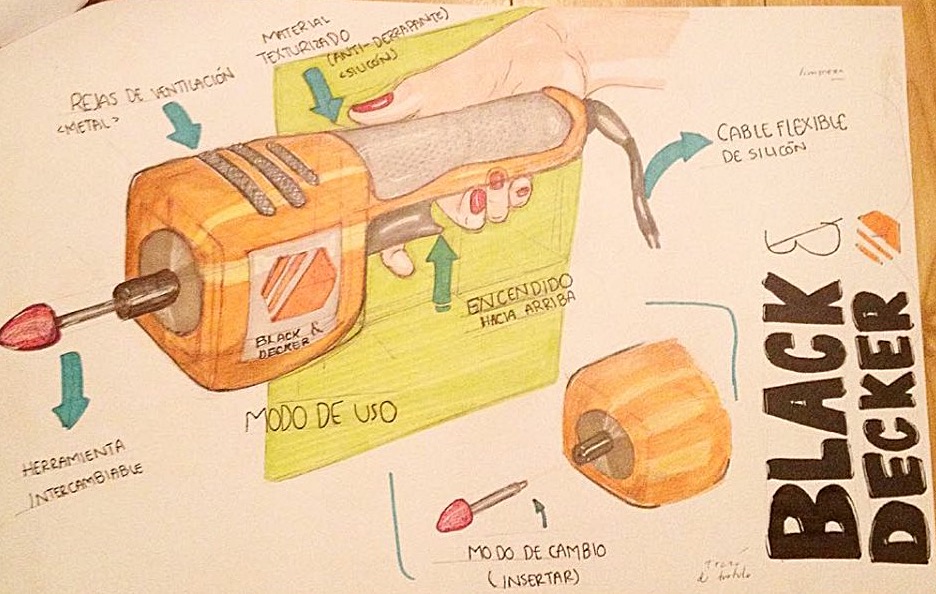 MATERIAL
TEXTURIZADO
(ANTI-DERRAPANTE)
<SILICÓN>
REJAS DE VENTILACIÓN
<METAL>
CABLE FLEXIBLE
DE SILICÓN
ENCENDIDO
HACIA ARRIBA
BLACK &
DECKER
MODO DE USO
HERRAMIENTA
INTERCAMBIABLE
MODO DE CAMBIO
(INSERTAR)
BLACK &
DECKER